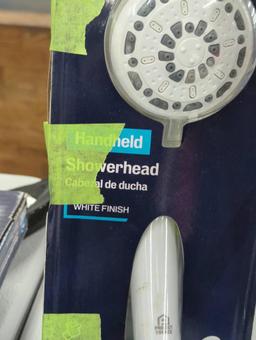 Handheld
Showerhead
Cabezal de ducha
WHITE FINISH